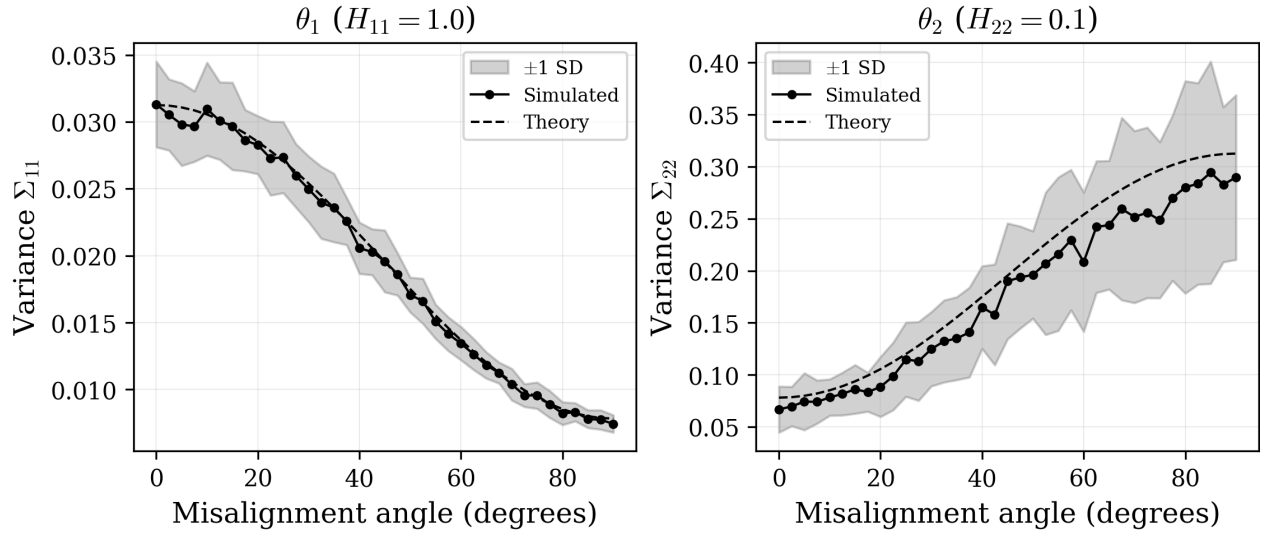 θ₁ (H₁₁ = 1.0)
±1 SD
Simulated
Theory
0.035
0.030
0.025
0.020
0.015
0.010
Variance Σ₁₁
0 20 40 60 80
Misalignment angle (degrees)
θ₂ (H₂₂ = 0.1)
±1 SD
Simulated
Theory
0.40
0.35
0.30
0.25
0.20
0.15
0.10
0.05
Variance Σ₂₂
0 20 40 60 80
Misalignment angle (degrees)